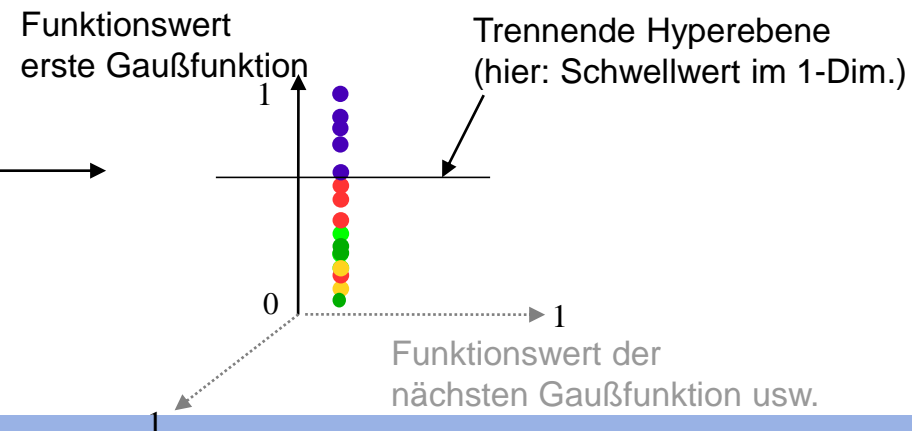 Funktionswert
erste Gaußfunktion
Trennende Hyperebene
(hier: Schwellwert im 1-Dim.)
1
0
1
Funktionswert der
nächsten Gaußfunktion usw.
1